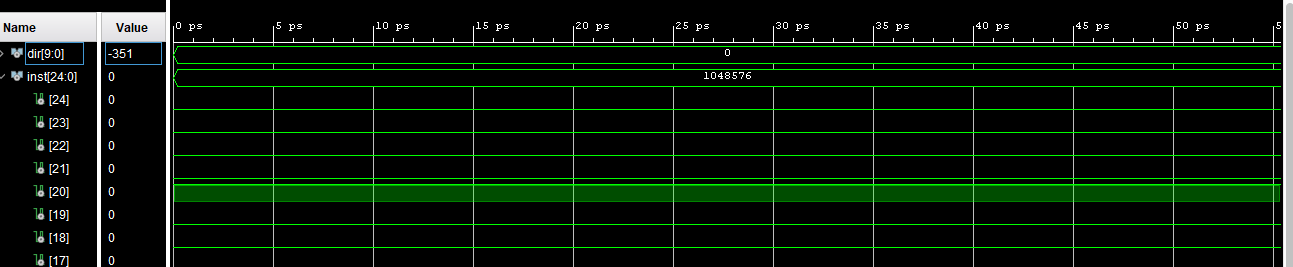 Name Value 0 ps 5 ps 10 ps 15 ps 20 ps 25 ps 30 ps 35 ps 40 ps 45 ps 50 ps 5
dir[9:0] -351 0
inst[24:0] 0 1048576
[24] 0
[23] 0
[22] 0
[21] 0
[20] 0
[19] 0
[18] 0
[17] 0